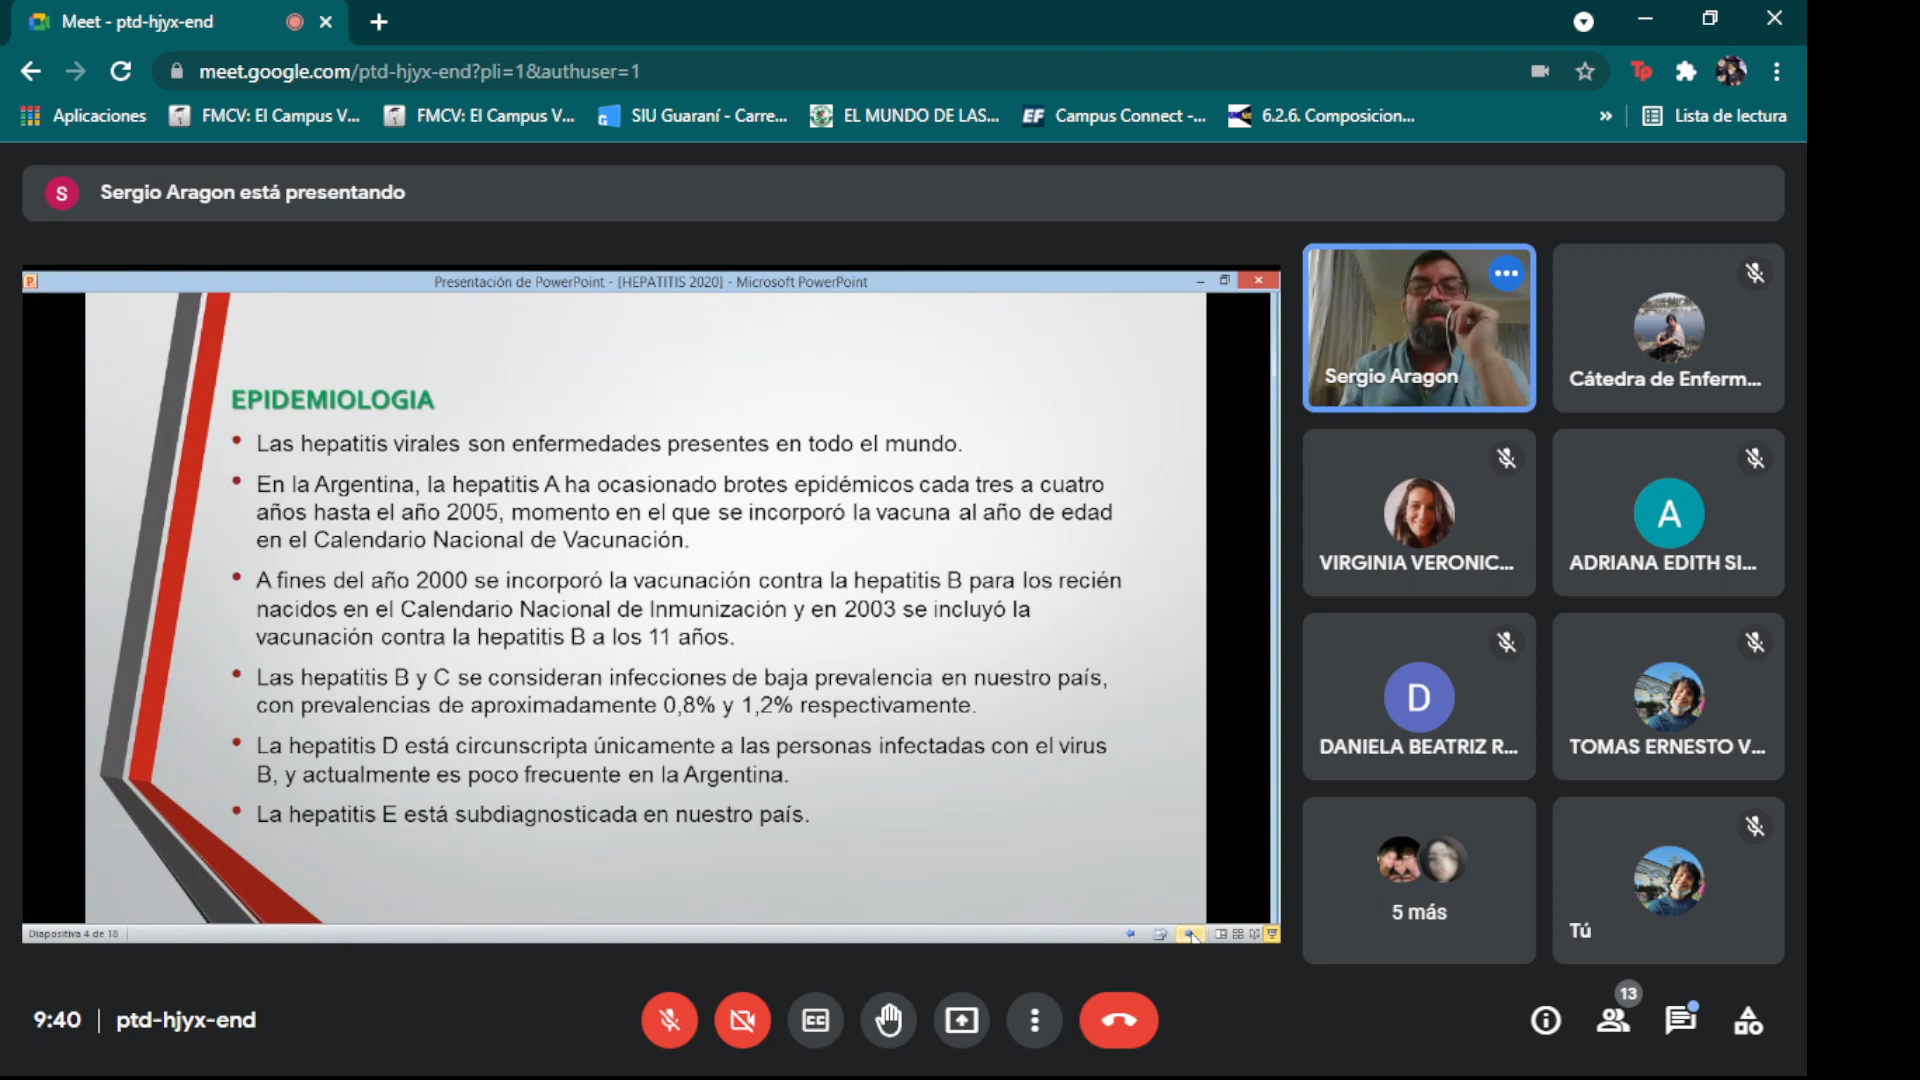 Meet - ptd-hjyx-end
meet.google.com/ptd-hjyx-end?pli=1&authuser=1
Aplicaciones
FMCV: El Campus V...
FMCV: El Campus V...
SIU Guaraní - Carre...
EL MUNDO DE LAS...
EF Campus Connect -...
6.2.6. Composicion...
»
Lista de lectura
S Sergio Aragon está presentando
Presentación de PowerPoint - [HEPATITIS 2020] - Microsoft PowerPoint
EPIDEMIOLOGIA
• Las hepatitis virales son enfermedades presentes en todo el mundo.
• En la Argentina, la hepatitis A ha ocasionado brotes epidémicos cada tres a cuatro
años hasta el año 2005, momento en el que se incorporó la vacuna al año de edad
en el Calendario Nacional de Vacunación.
• A fines del año 2000 se incorporó la vacunación contra la hepatitis B para los recién
nacidos en el Calendario Nacional de Inmunización y en 2003 se incluyó la
vacunación contra la hepatitis B a los 11 años.
• Las hepatitis B y C se consideran infecciones de baja prevalencia en nuestro país,
con prevalencias de aproximadamente 0,8% y 1,2% respectivamente.
• La hepatitis D está circunscripta únicamente a las personas infectadas con el virus
B, y actualmente es poco frecuente en la Argentina.
• La hepatitis E está subdiagnosticada en nuestro país.
Diapositiva 4 de 18
Sergio Aragon
Cátedra de Enferm...
VIRGINIA VERONIC...
A
ADRIANA EDITH SI...
D
DANIELA BEATRIZ R...
TOMAS ERNESTO V...
5 más
Tú
9:40 | ptd-hjyx-end
CC
13